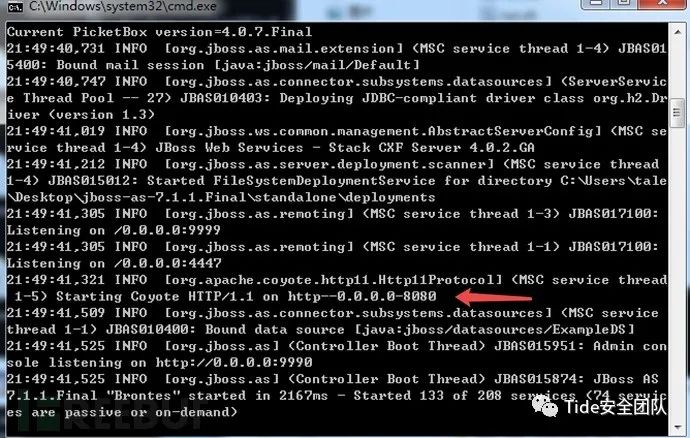 C:\Windows\system32\cmd.exe
Current PicketBox version=4.0.7.Final
21:49:40,731 INFO  [org.jboss.as.mail.extension] (MSC service thread 1-4) JBAS01
5400: Bound mail session [java:jboss/mail/Default]
21:49:40,747 INFO  [org.jboss.as.connector.subsystems.datasources] (ServerServic
e Thread Pool -- 27) JBAS010403: Deploying JDBC-compliant driver class org.h2.Dr
iver (version 1.3)
21:49:41,019 INFO  [org.jboss.ws.common.management.AbstractServerConfig] (MSC se
rvice thread 1-4) JBoss Web Services - Stack CXF Server 4.0.2.GA
21:49:41,212 INFO  [org.jboss.as.server.deployment.scanner] (MSC service thread
1-4) JBAS015012: Started FileSystemDeploymentService for directory C:\Users\tale
\Desktop\jboss-as-7.1.1.Final\standalone\deployments
21:49:41,305 INFO  [org.jboss.as.remoting] (MSC service thread 1-3) JBAS017100:
Listening on /0.0.0.0:9999
21:49:41,305 INFO  [org.jboss.as.remoting] (MSC service thread 1-1) JBAS017100:
Listening on /0.0.0.0:4447
21:49:41,321 INFO  [org.apache.coyote.http11.Http11Protocol] (MSC service thread
 1-5) Starting Coyote HTTP/1.1 on http--0.0.0.0-8080
21:49:41,509 INFO  [org.jboss.as.connector.subsystems.datasources] (MSC service
thread 1-1) JBAS010400: Bound data source [java:jboss/datasources/ExampleDS]
21:49:41,525 INFO  [org.jboss.as] (Controller Boot Thread) JBAS015951: Admin con
sole listening on http://0.0.0.0:9990
21:49:41,525 INFO  [org.jboss.as] (Controller Boot Thread) JBAS015874: JBoss AS
7.1.1.Final "Brontes" started in 2167ms - Started 133 of 208 services (74 servic
es are passive or on-demand)
Tide安全团队
REEBUF